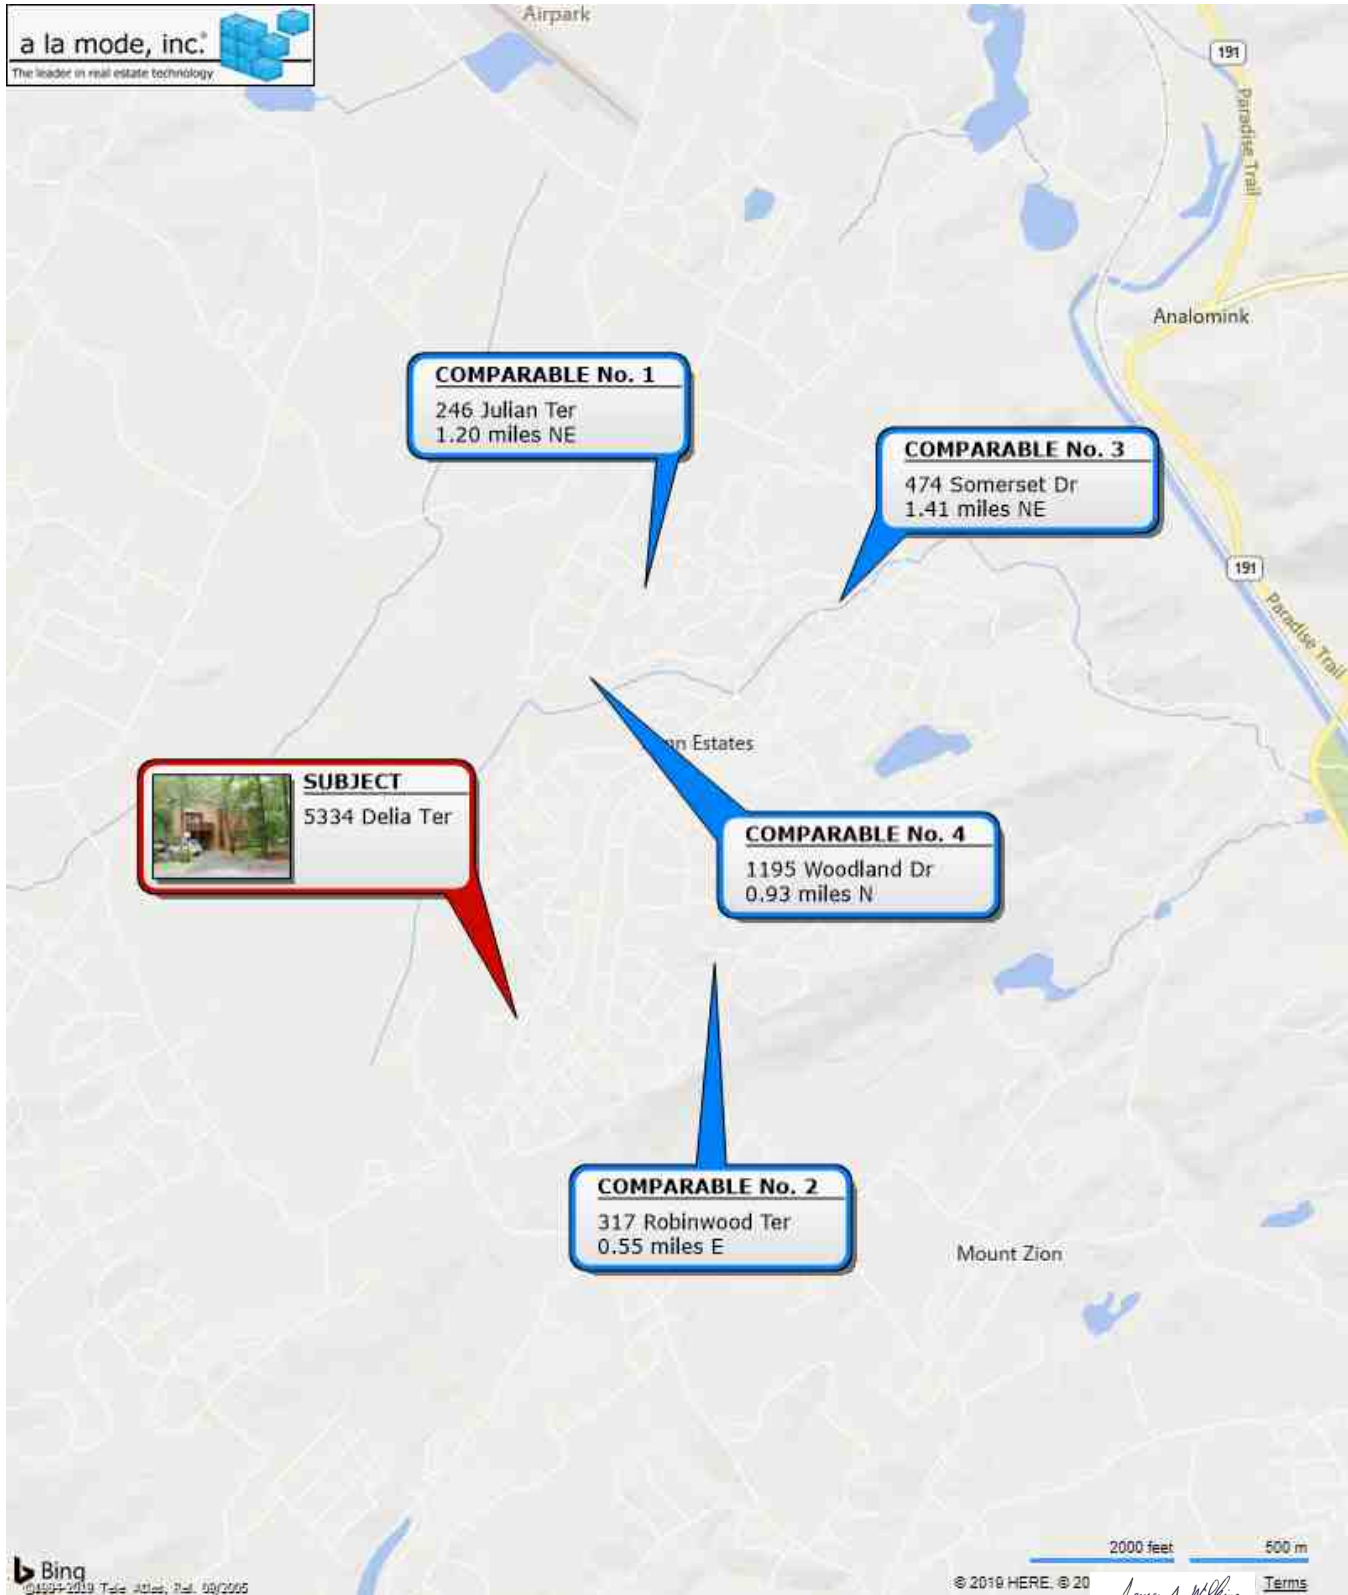 a la mode, inc.
The leader in real estate technology
Airpark
191
Paradise Trail
Analomink
COMPARABLE No. 1
246 Julian Ter
1.20 miles NE
COMPARABLE No. 3
474 Somerset Dr
1.41 miles NE
191
Paradise Trail
Estates
SUBJECT
5334 Delia Ter
COMPARABLE No. 4
1195 Woodland Dr
0.93 miles N
COMPARABLE No. 2
317 Robinwood Ter
0.55 miles E
Mount Zion
2000 feet 500 m
Bing
© 2019 HERE, © 20 Terms